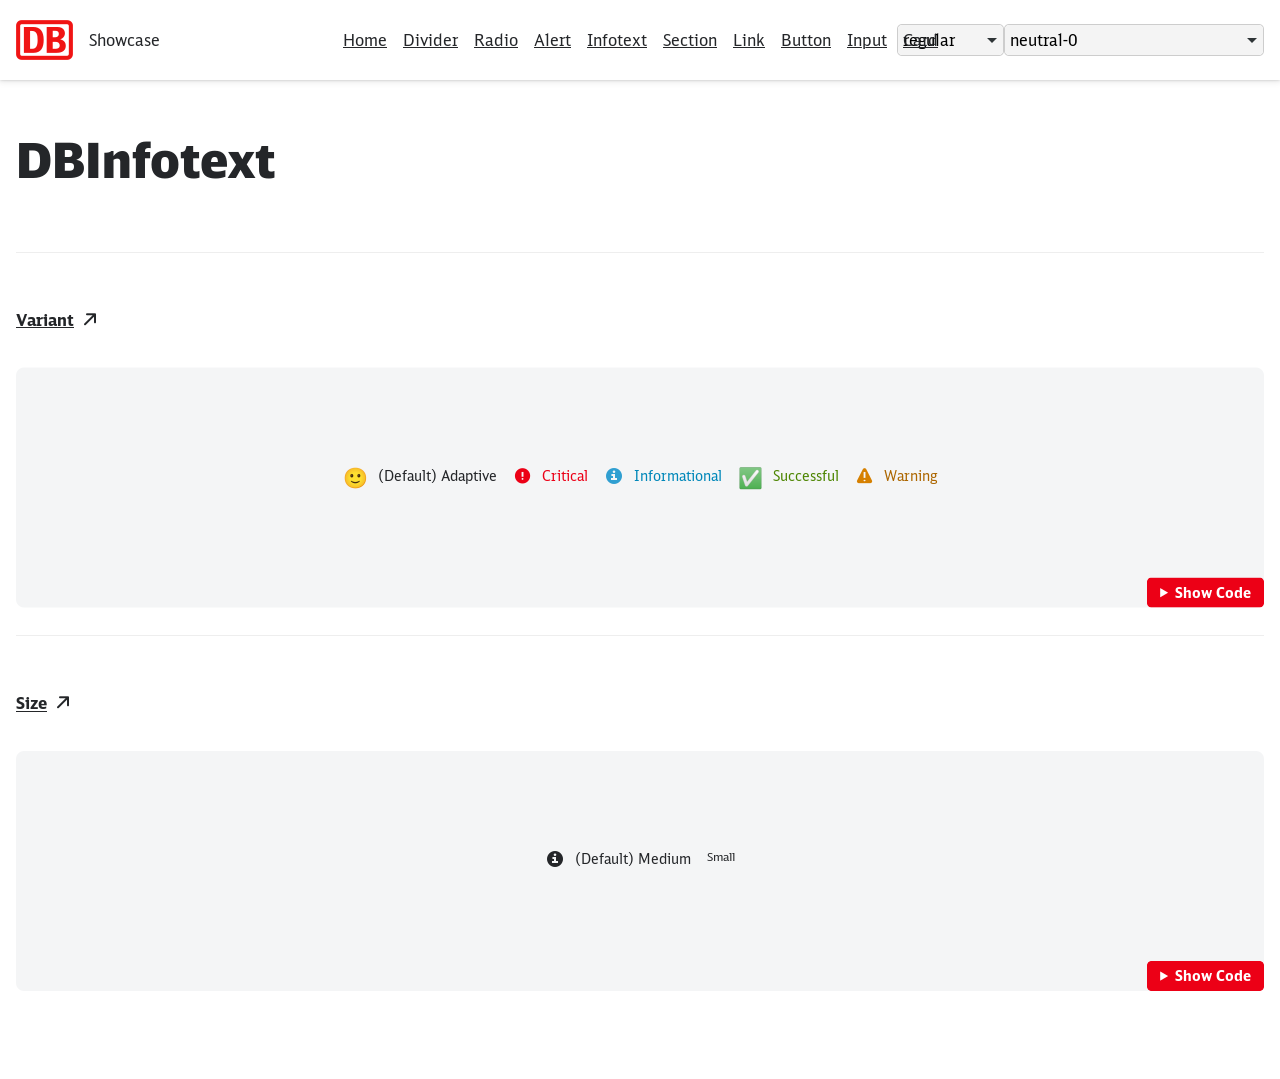 DB Showcase Home Divider Radio Alert Infotext Section Link Button Input Card regular neutral-0
DBInfotext
Variant
(Default) Adaptive Critical Informational Successful Warning
Show Code
Size
(Default) Medium Small
Show Code